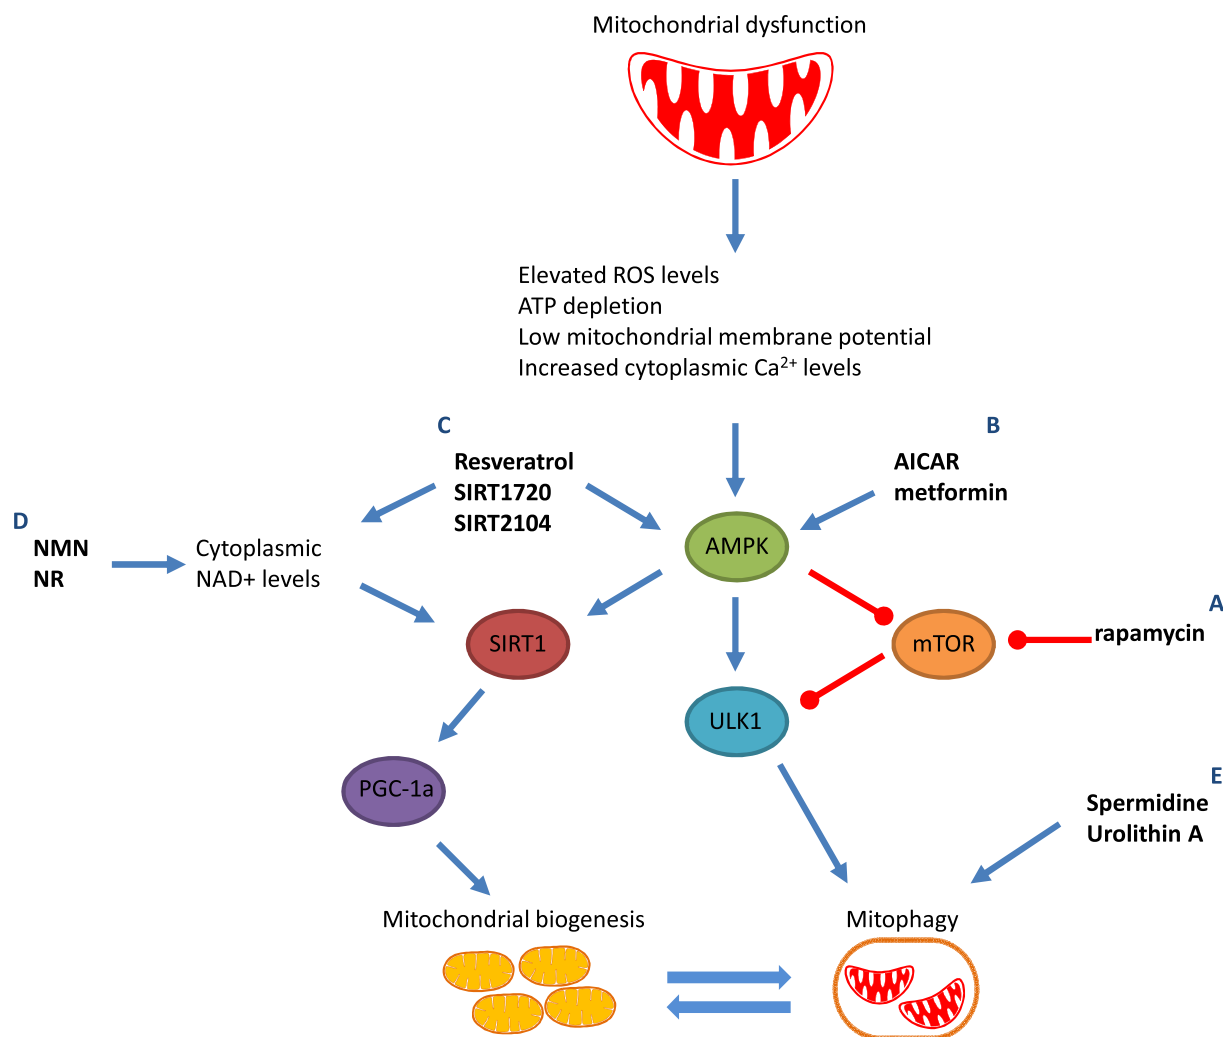 Mitochondrial dysfunction
Elevated ROS levels
ATP depletion
Low mitochondrial membrane potential
Increased cytoplasmic Ca²⁺ levels
C
Resveratrol
SIRT1720
SIRT2104
B
AICAR
metformin
D
NMN
NR
Cytoplasmic
NAD+ levels
AMPK
A
rapamycin
SIRT1
mTOR
ULK1
PGC-1a
E
Spermidine
Urolithin A
Mitochondrial biogenesis
Mitophagy